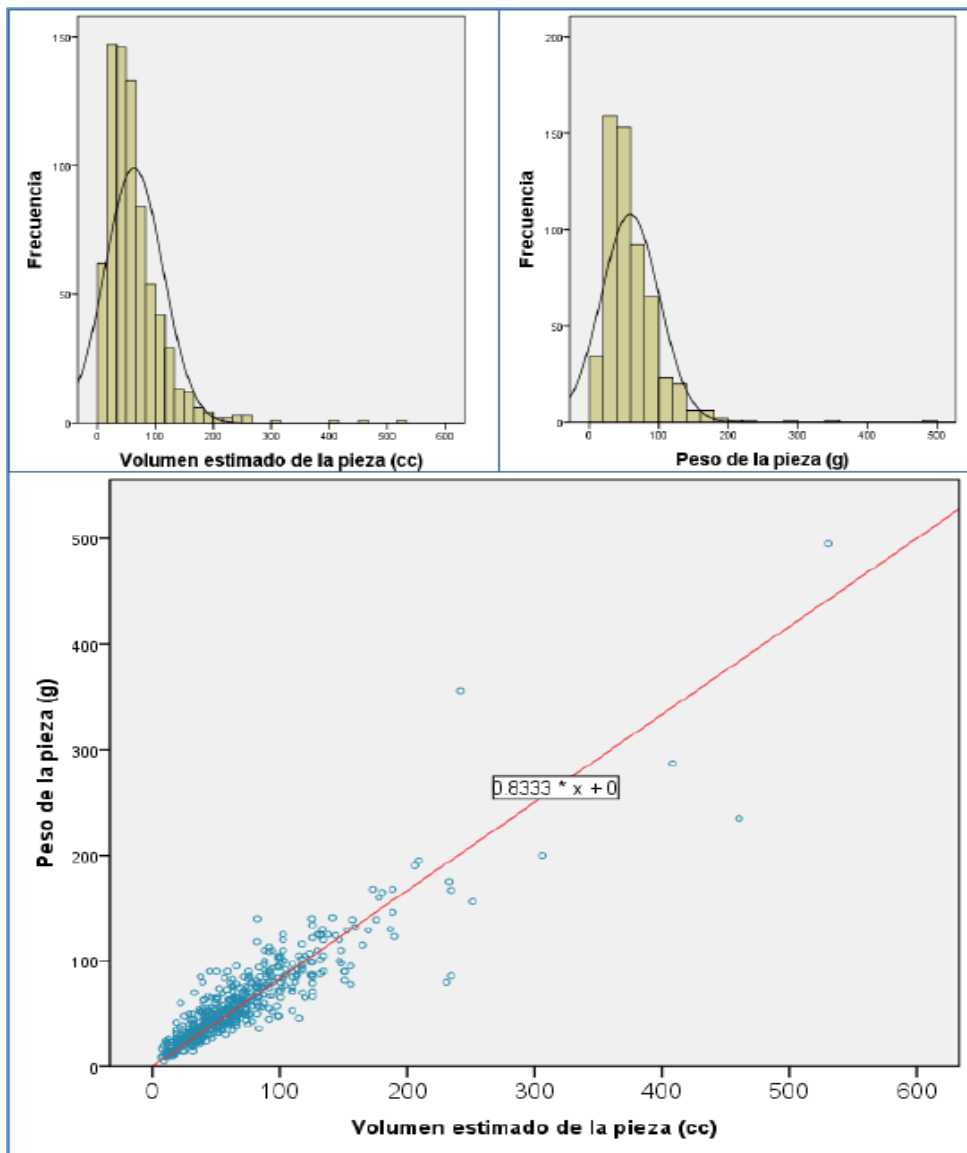 150
100
50
0
Frecuencia
0 100 200 300 400 500 600
Volumen estimado de la pieza (cc)
200
150
100
50
0
Frecuencia
0 100 200 300 400 500
Peso de la pieza (g)
500
400
300
200
100
0
Peso de la pieza (g)
0.8333 * x + 0
0 100 200 300 400 500 600
Volumen estimado de la pieza (cc)